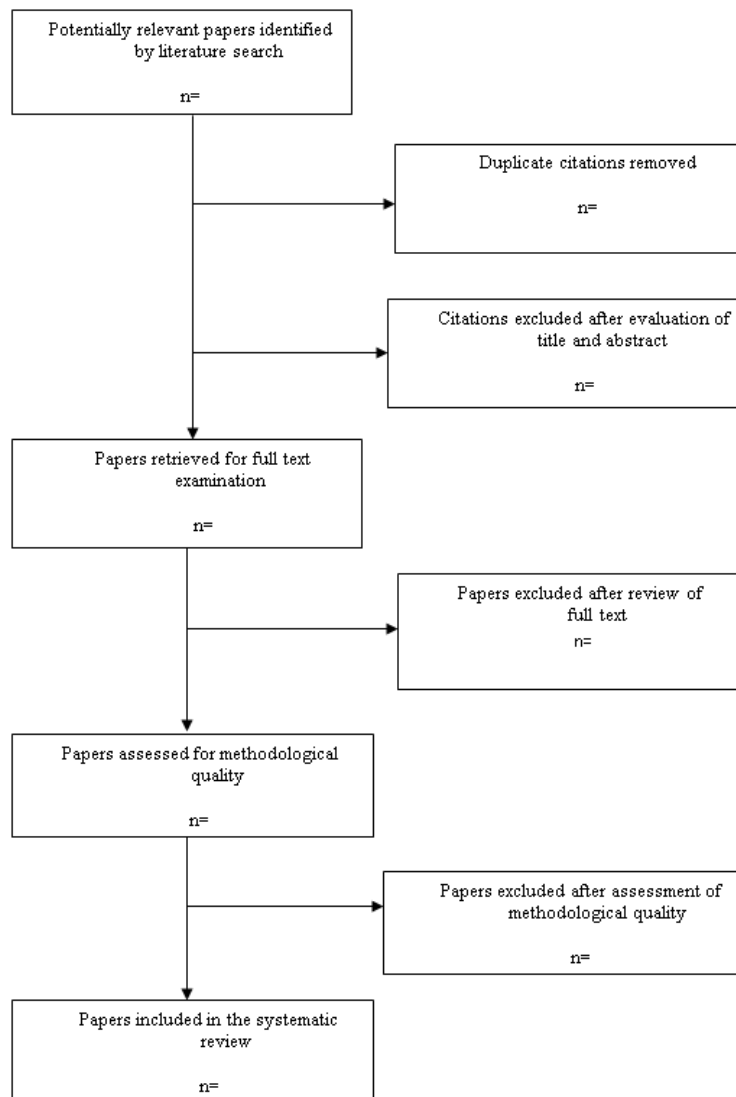 Potentially relevant papers identified
by literature search
n=
Duplicate citations removed
n=
Citations excluded after evaluation of
title and abstract
n=
Papers retrieved for full text
examination
n=
Papers excluded after review of
full text
n=
Papers assessed for methodological
quality
n=
Papers excluded after assessment of
methodological quality
n=
Papers included in the systematic
review
n=